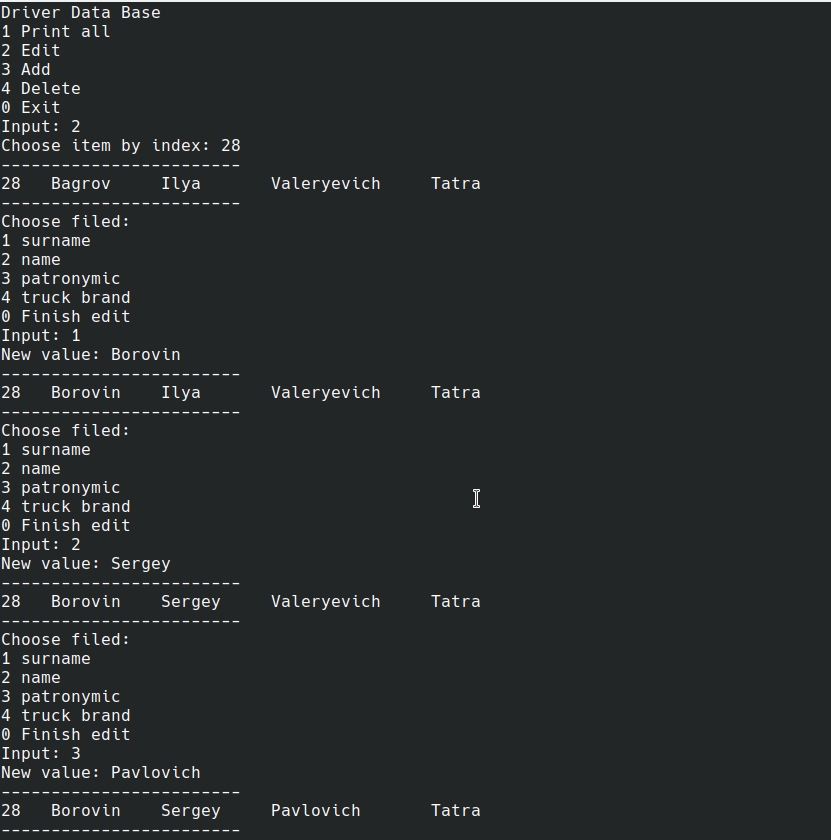 Driver Data Base
1 Print all
2 Edit
3 Add
4 Delete
0 Exit
Input: 2
Choose item by index: 28
------------------------
28   Bagrov     Ilya       Valeryevich     Tatra
------------------------
Choose filed:
1 surname
2 name
3 patronymic
4 truck brand
0 Finish edit
Input: 1
New value: Borovin
------------------------
28   Borovin    Ilya       Valeryevich     Tatra
------------------------
Choose filed:
1 surname
2 name
3 patronymic
4 truck brand
0 Finish edit
Input: 2
New value: Sergey
------------------------
28   Borovin    Sergey     Valeryevich     Tatra
------------------------
Choose filed:
1 surname
2 name
3 patronymic
4 truck brand
0 Finish edit
Input: 3
New value: Pavlovich
------------------------
28   Borovin    Sergey     Pavlovich       Tatra
------------------------